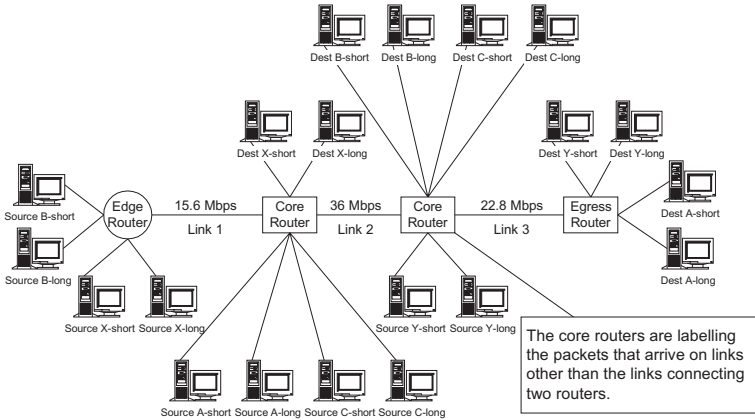 Dest B-short Dest B-long Dest C-short Dest C-long
Dest X-short Dest X-long
Dest Y-short Dest Y-long
Source B-short
Edge
Router
15.6 Mbps
Link 1
Core
Router
36 Mbps
Link 2
Core
Router
22.8 Mbps
Link 3
Egress
Router
Dest A-short
Source B-long
Dest A-long
Source X-short Source X-long
Source Y-short Source Y-long
Source A-short Source A-long Source C-short Source C-long
The core routers are labelling
the packets that arrive on links
other than the links connecting
two routers.